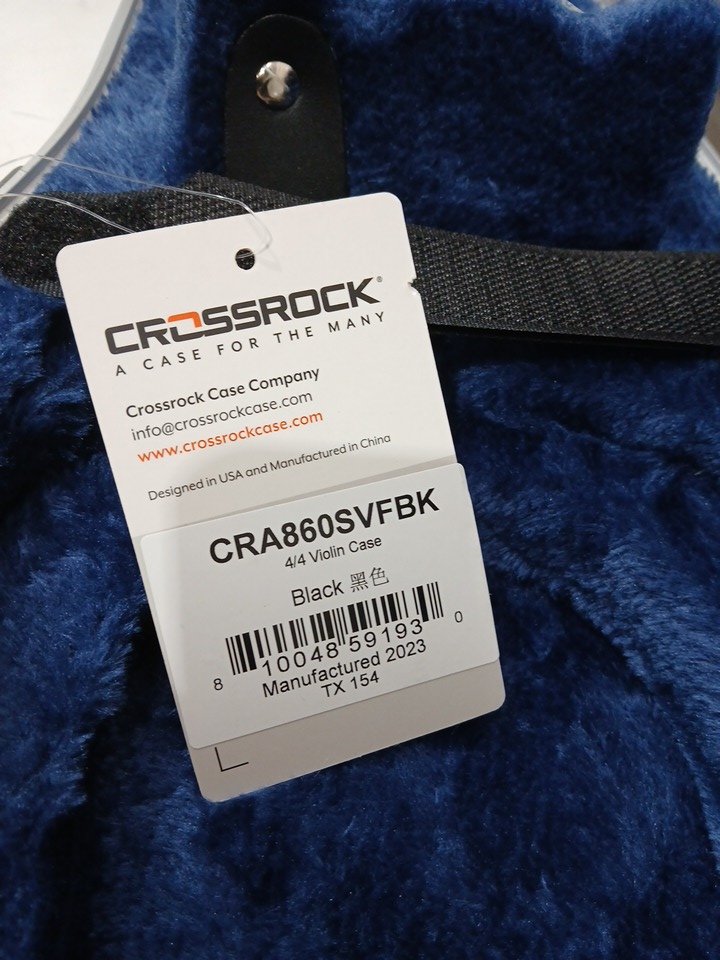 CROSSROCK®
A CASE FOR THE MANY
Crossrock Case Company
info@crossrockcase.com
www.crossrockcase.com
Designed in USA and Manufactured in China
CRA860SVFBK
4/4 Violin Case
Black 黑色
8 10048 59193 0
Manufactured 2023
TX 154